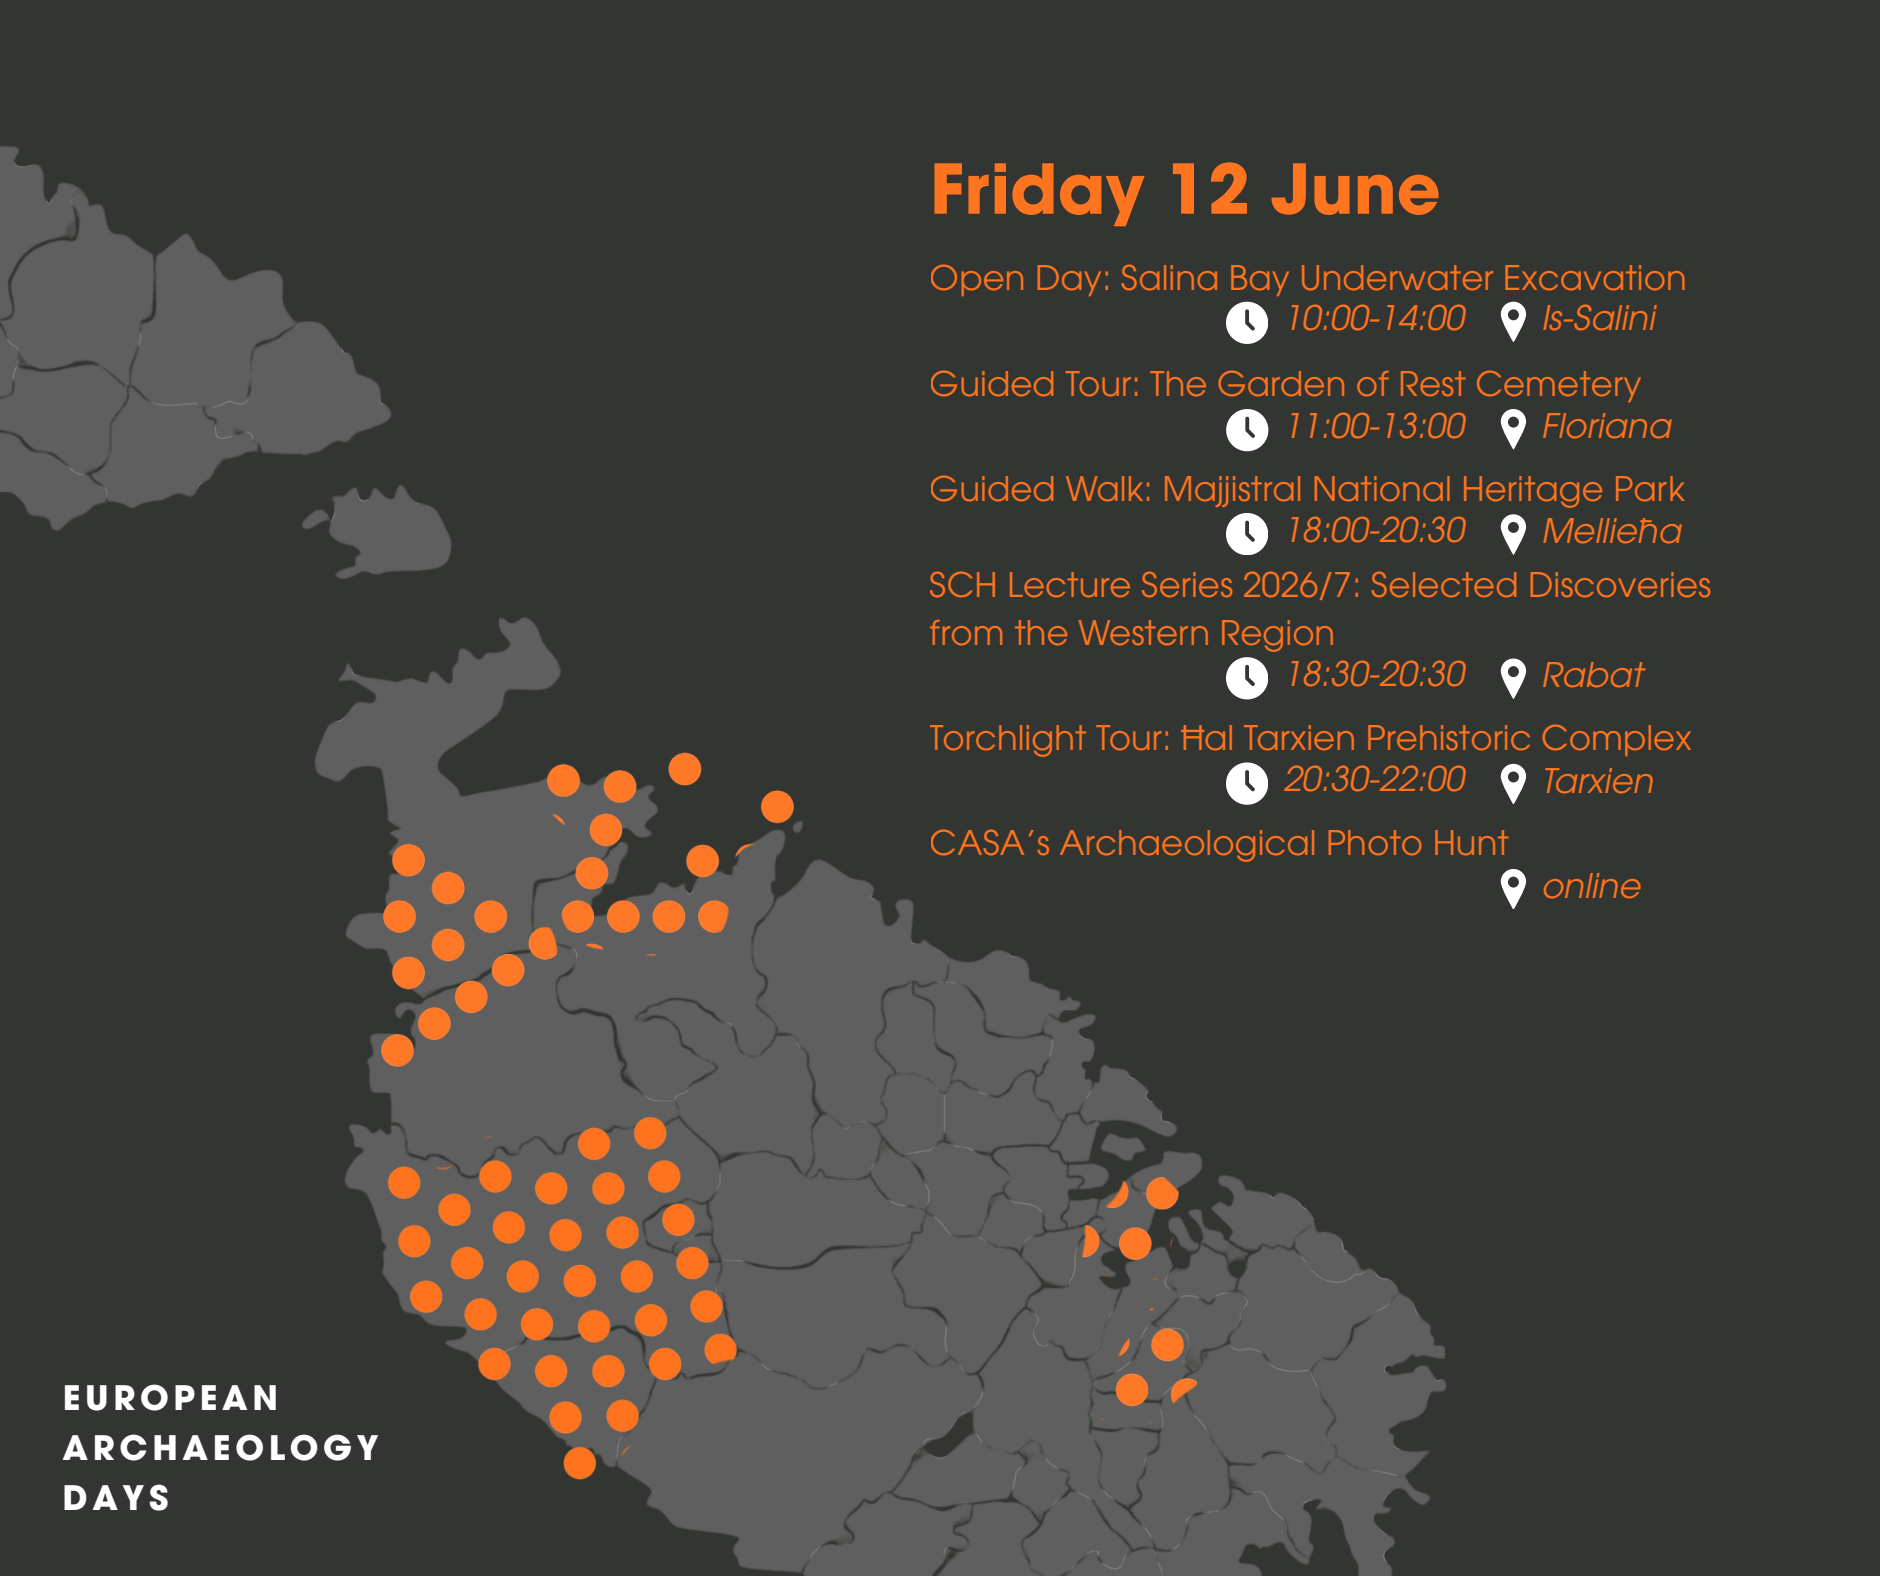 Friday 12 June
Open Day: Salina Bay Underwater Excavation
10:00-14:00 Is-Salini
Guided Tour: The Garden of Rest Cemetery
11:00-13:00 Floriana
Guided Walk: Majjistral National Heritage Park
18:00-20:30 Mellieħa
SCH Lecture Series 2026/7: Selected Discoveries
from the Western Region
18:30-20:30 Rabat
Torchlight Tour: Ħal Tarxien Prehistoric Complex
20:30-22:00 Tarxien
CASA's Archaeological Photo Hunt
online
EUROPEAN
ARCHAEOLOGY
DAYS